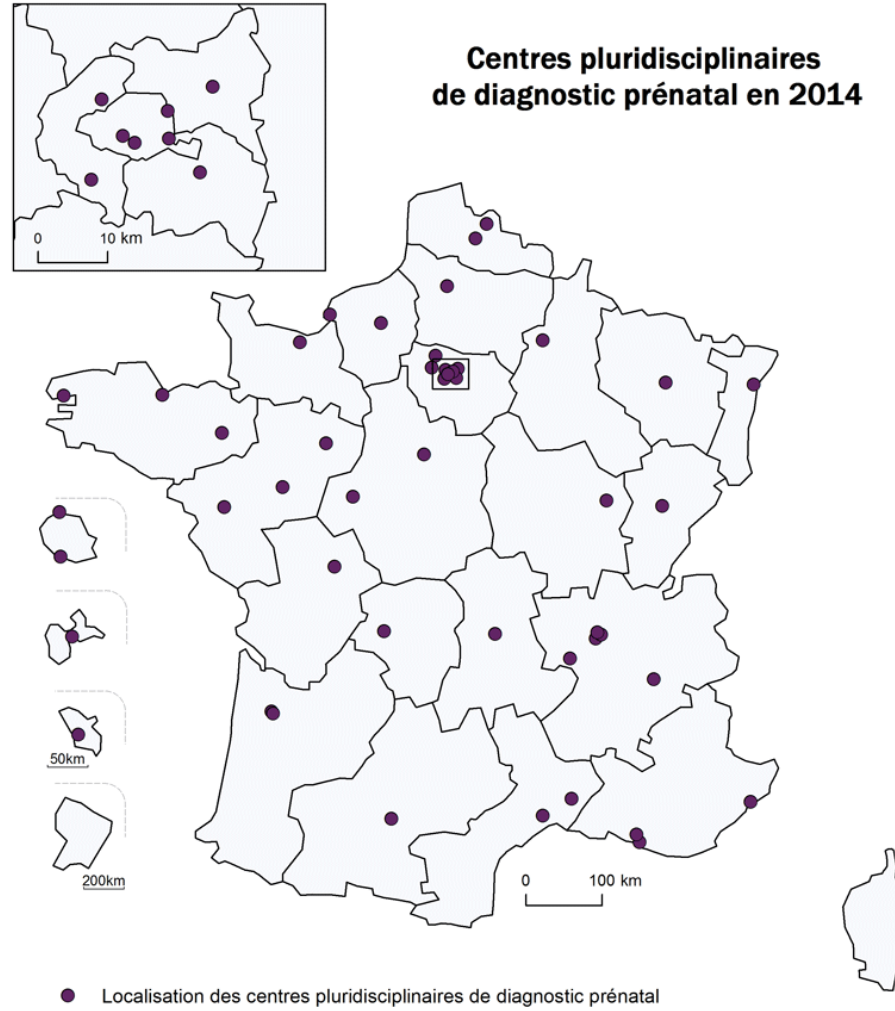 Centres pluridisciplinaires
de diagnostic prénatal en 2014
0 10 km
50km
200km
0 100 km
Localisation des centres pluridisciplinaires de diagnostic prénatal